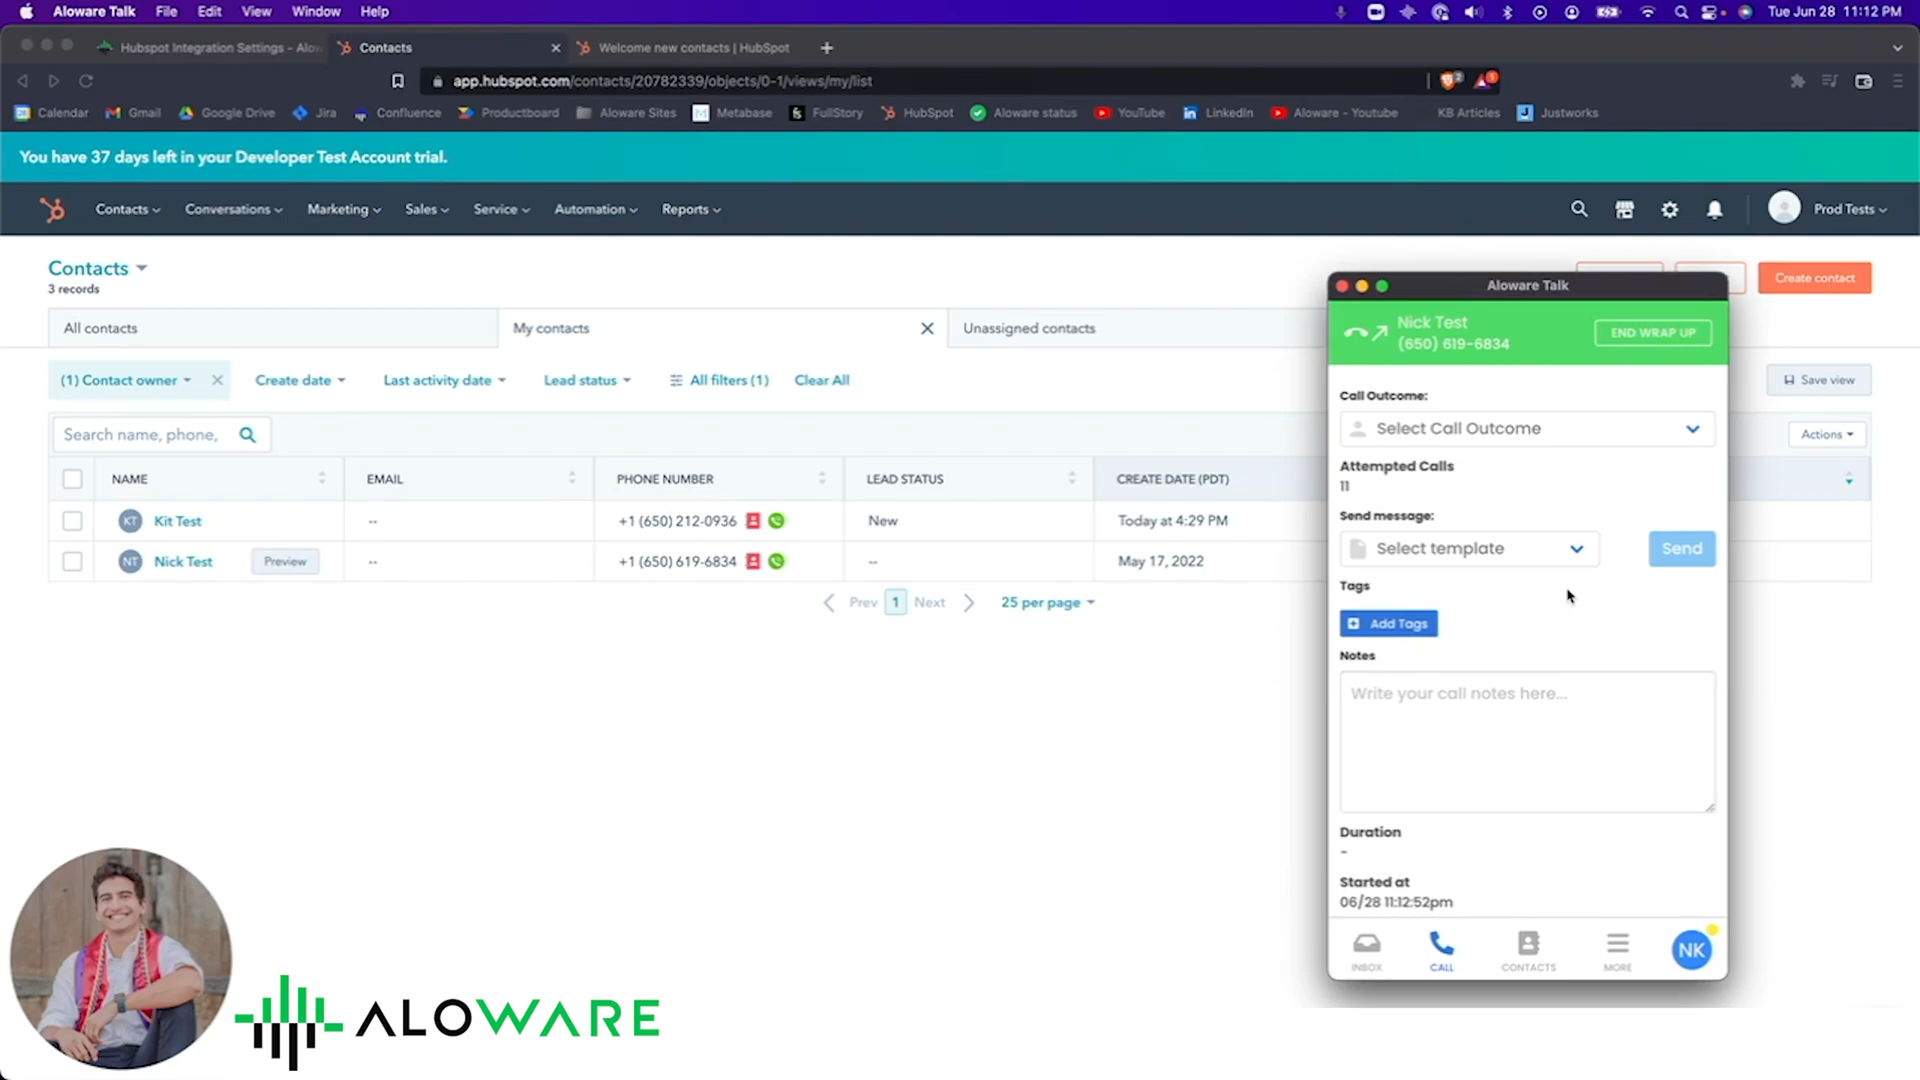 Aloware Talk File Edit View Window Help Tue Jun 28 11:12 PM
Hubspot Integration Settings - Alow Contacts Welcome new contacts | HubSpot
app.hubspot.com/contacts/20782339/objects/0-1/views/my/list 2 1
Calendar Gmail Google Drive Jira Confluence Productboard Aloware Sites Metabase FullStory HubSpot Aloware status YouTube LinkedIn Aloware - Youtube KB Articles Justworks
You have 37 days left in your Developer Test Account trial.
Contacts Conversations Marketing Sales Service Automation Reports Prod Tests
Contacts
3 records
Create contact
All contacts My contacts Unassigned contacts
(1) Contact owner Create date Last activity date Lead status All filters (1) Clear All Save view
Search name, phone, Actions
NAME EMAIL PHONE NUMBER LEAD STATUS CREATE DATE (PDT)
KT Kit Test -- +1 (650) 212-0936 New Today at 4:29 PM
NT Nick Test Preview -- +1 (650) 619-6834 -- May 17, 2022
Prev 1 Next 25 per page
Aloware Talk
Nick Test
(650) 619-6834
END WRAP UP
Call Outcome:
Select Call Outcome
Attempted Calls
11
Send message:
Select template Send
Tags
Add Tags
Notes
Write your call notes here...
Duration
-
Started at
06/28 11:12:52pm
INBOX CALL CONTACTS MORE NK
ALOWARE